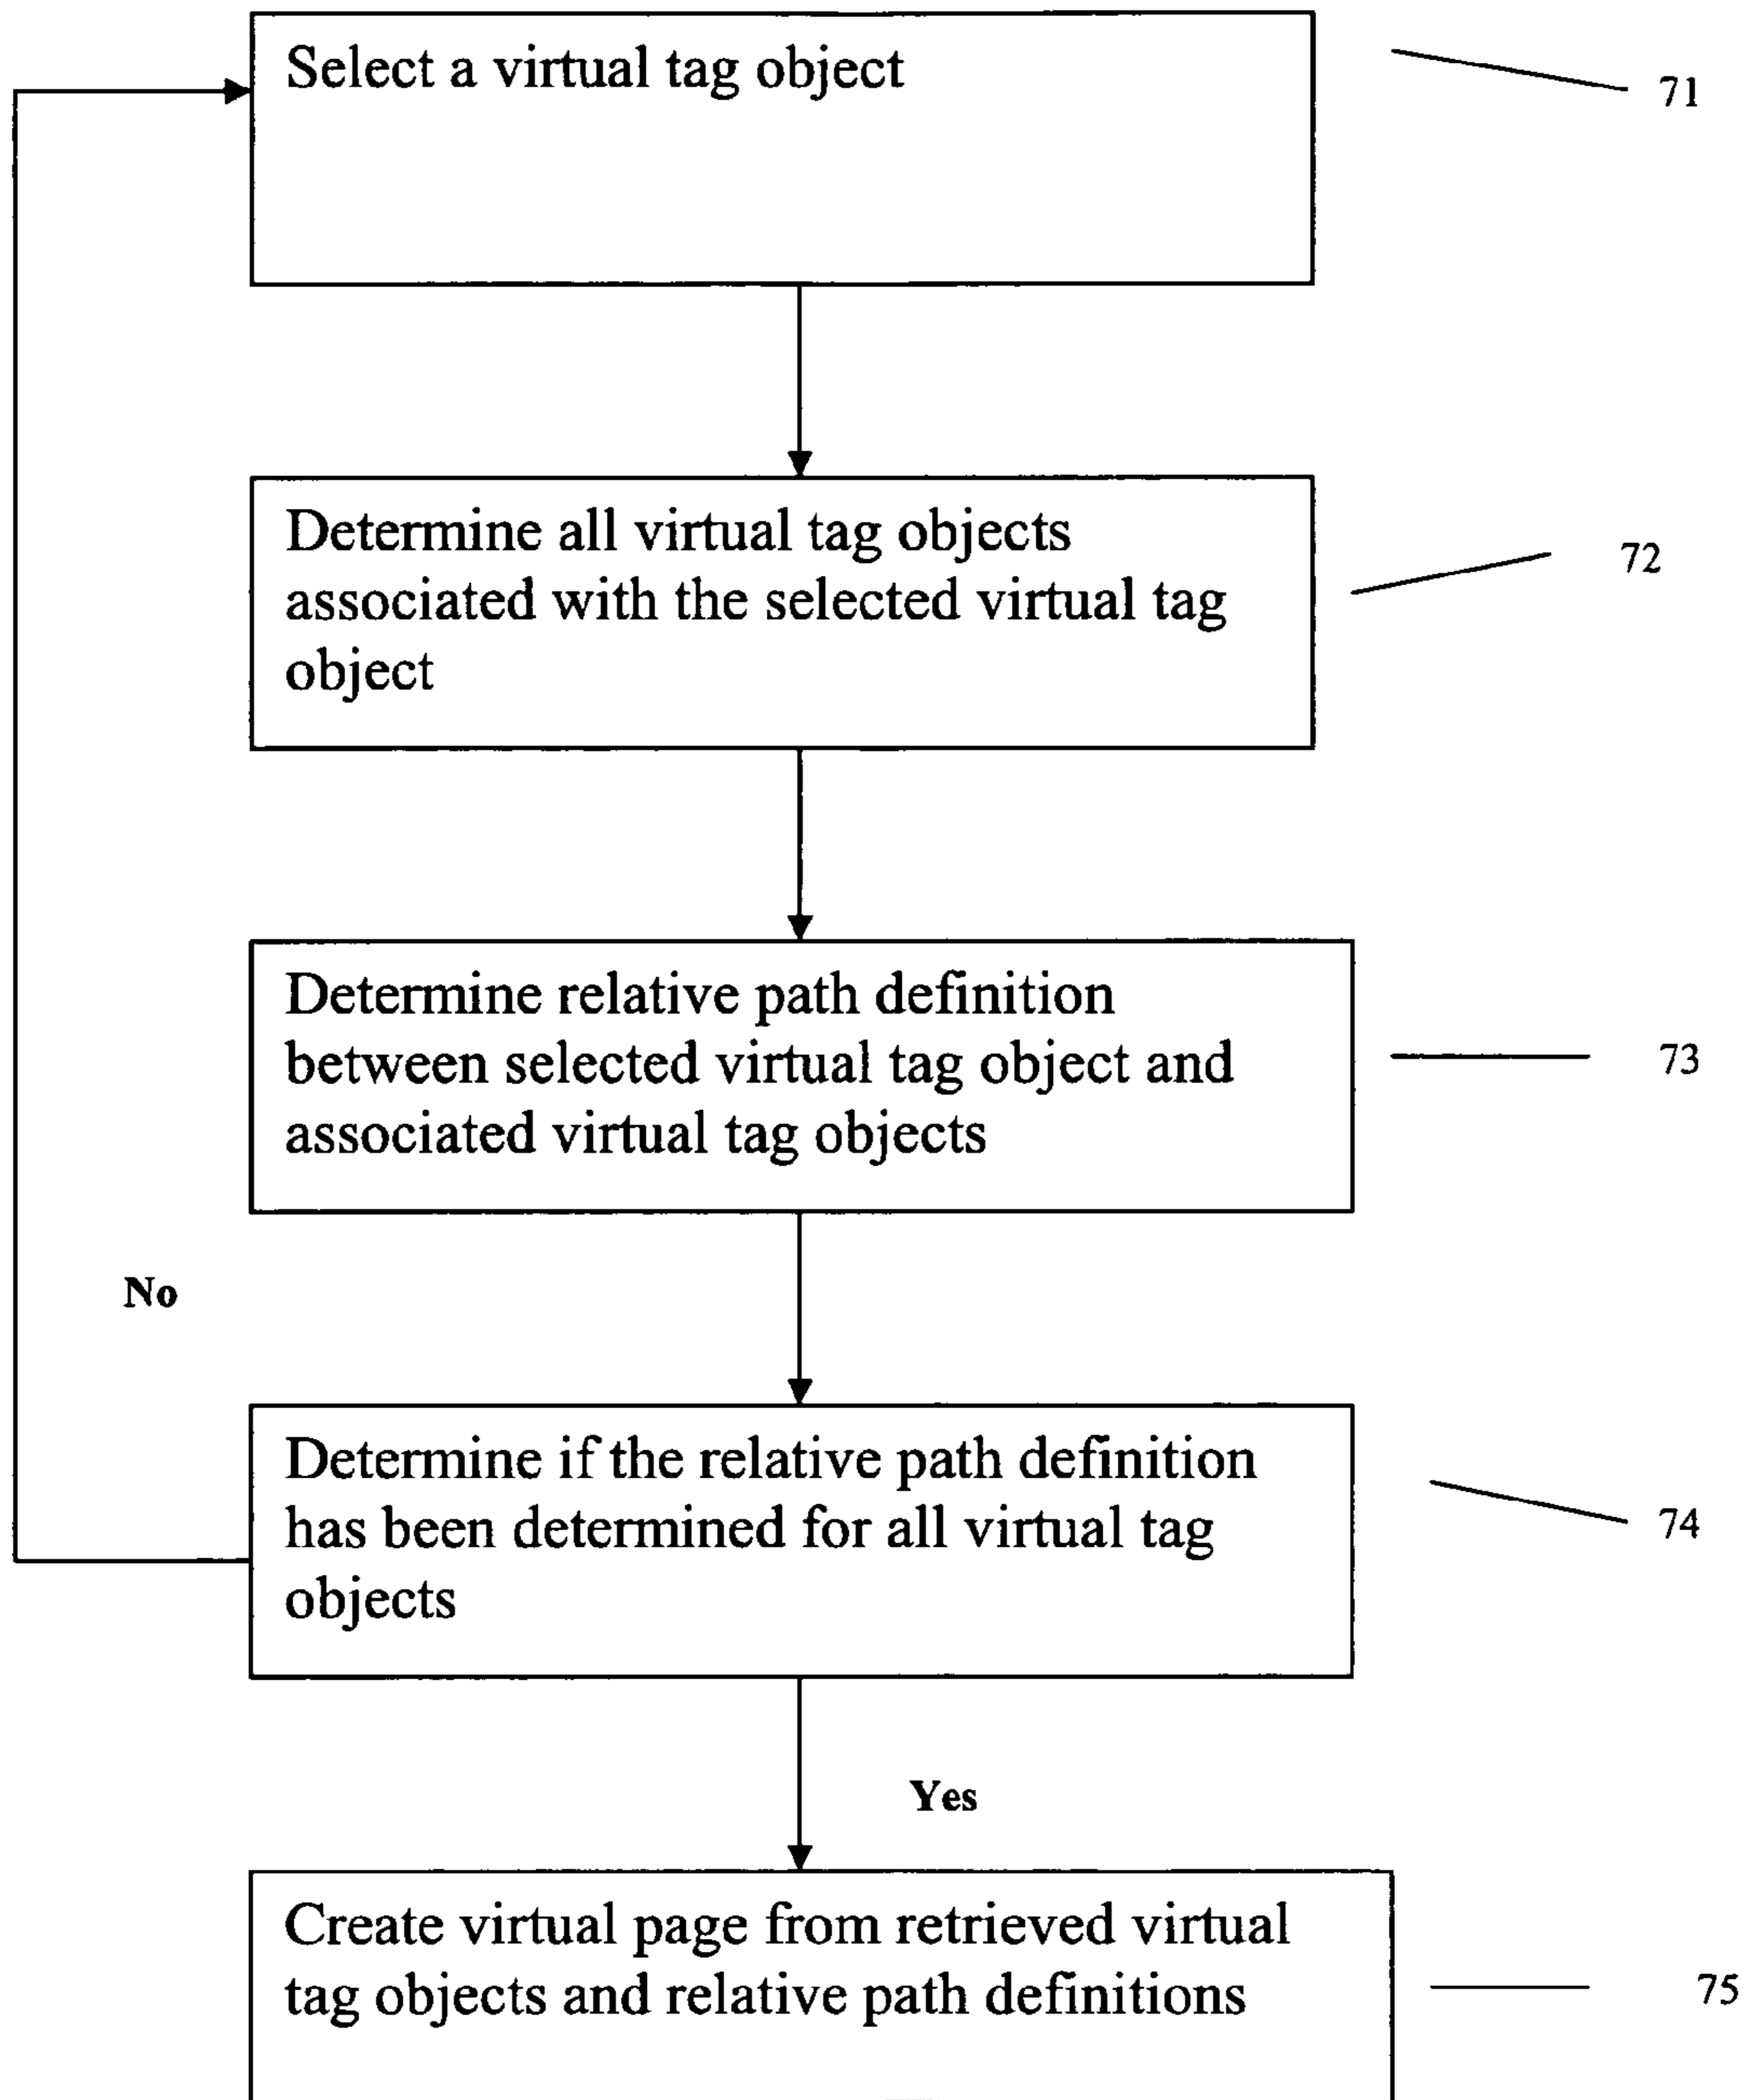 Select a virtual tag object
71
Determine all virtual tag objects
associated with the selected virtual tag
object
72
Determine relative path definition
between selected virtual tag object and
associated virtual tag objects
73
No
Determine if the relative path definition
has been determined for all virtual tag
objects
74
Yes
Create virtual page from retrieved virtual
tag objects and relative path definitions
75